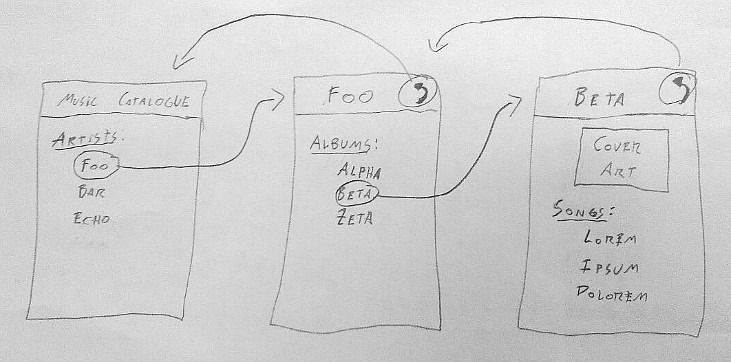 Music Catalogue
Artists:
Foo
Bar
Echo
Foo
Albums:
Alpha
Beta
Zeta
Beta
Cover
Art
Songs:
Lorem
Ipsum
Dolorem